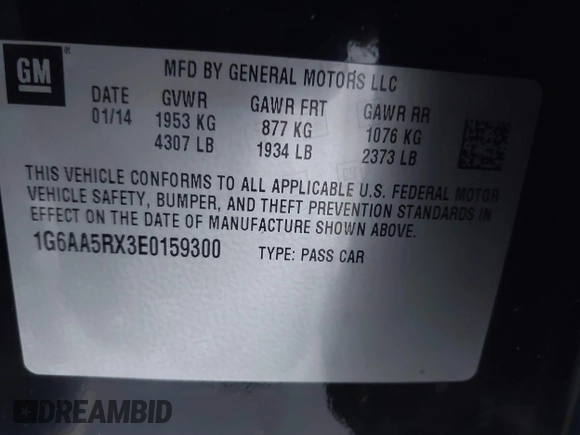 GM
MFD BY GENERAL MOTORS LLC
DATE GVWR GAWR FRT GAWR RR
01/14 1953 KG 877 KG 1076 KG
4307 LB 1934 LB 2373 LB
THIS VEHICLE CONFORMS TO ALL APPLICABLE U.S. FEDERAL MOTOR
VEHICLE SAFETY, BUMPER, AND THEFT PREVENTION STANDARDS IN
EFFECT ON THE DATE OF MANUFACTURE SHOWN ABOVE.
1G6AA5RX3E0159300 TYPE: PASS CAR
DREAMBID